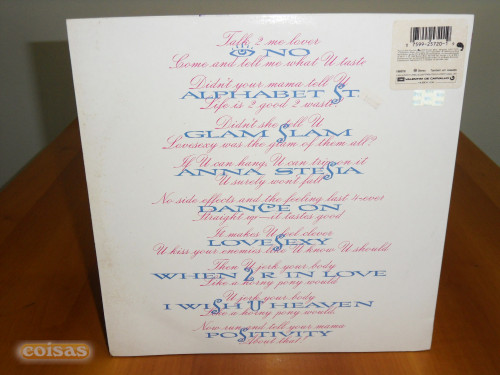 Talk 2 me lover
NO
Come and tell me what U taste
Didn't your mama tell U
ALPHABET St.
Life is 2 good 2 waste
Didn't she tell U
GLAM SLAM
Lovesexy was the glam of them all?
If U can hang, U can trip on it
ANNA STESIA
U surely won't fall
No side effects and the feeling last 4-ever
DANCE ON
Straight up—it tastes good
It makes U feel clever
LOVESEXY
U kiss your enemies like U know U should
Then U jerk your body
WHEN 2 R IN LOVE
Like a horny pony would
U jerk your body
I WISH U HEAVEN
Like a horny pony would
Now run and tell your mama
POSITIVITY
About that!
7599-25720-1
coisas